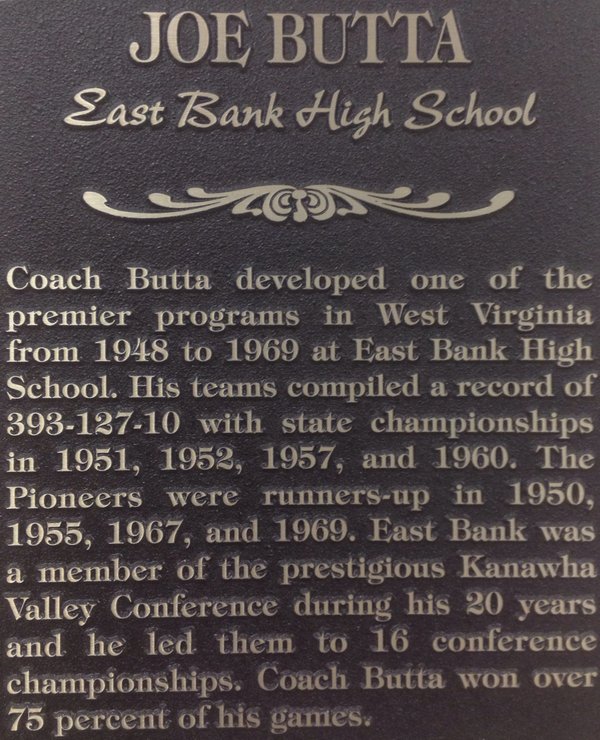 JOE BUTTA
East Bank High School
Coach Butta developed one of the
premier programs in West Virginia
from 1948 to 1969 at East Bank High
School. His teams compiled a record of
393-127-10 with state championships
in 1951, 1952, 1957, and 1960. The
Pioneers were runners-up in 1950,
1955, 1967, and 1969. East Bank was
a member of the prestigious Kanawha
Valley Conference during his 20 years
and he led them to 16 conference
championships. Coach Butta won over
75 percent of his games.